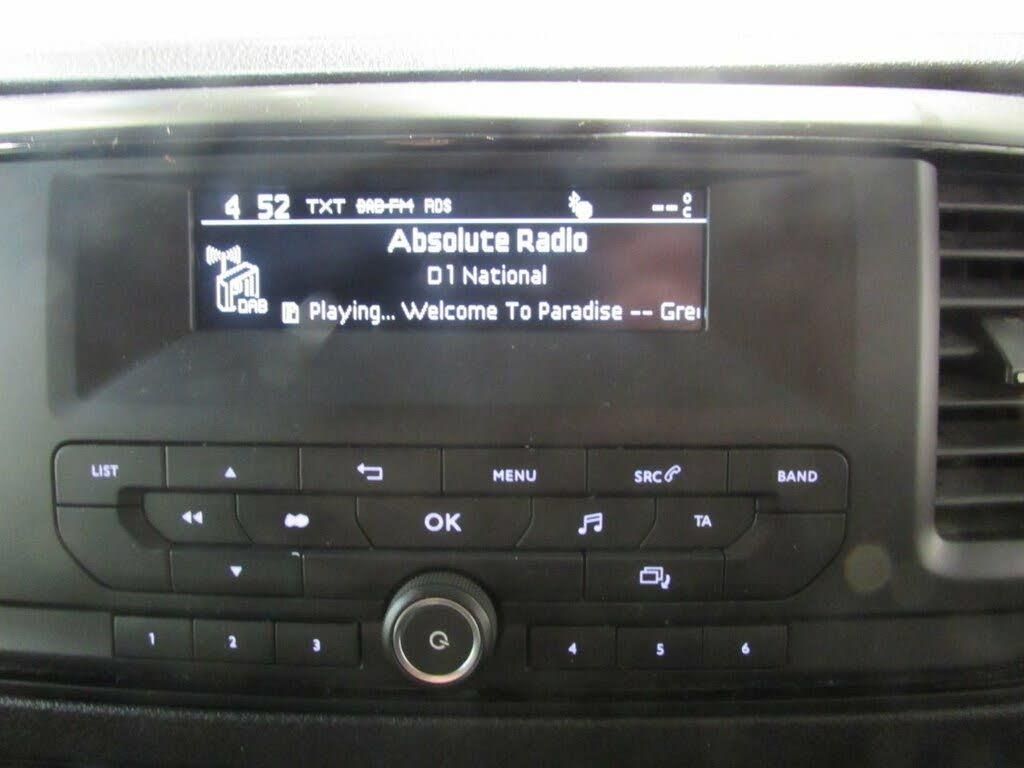 4 52 TXT DAB-FM RDS --°C
Absolute Radio
D1 National
DAB
Playing... Welcome To Paradise -- Gre
LIST MENU SRC BAND
OK TA
1 2 3 4 5 6